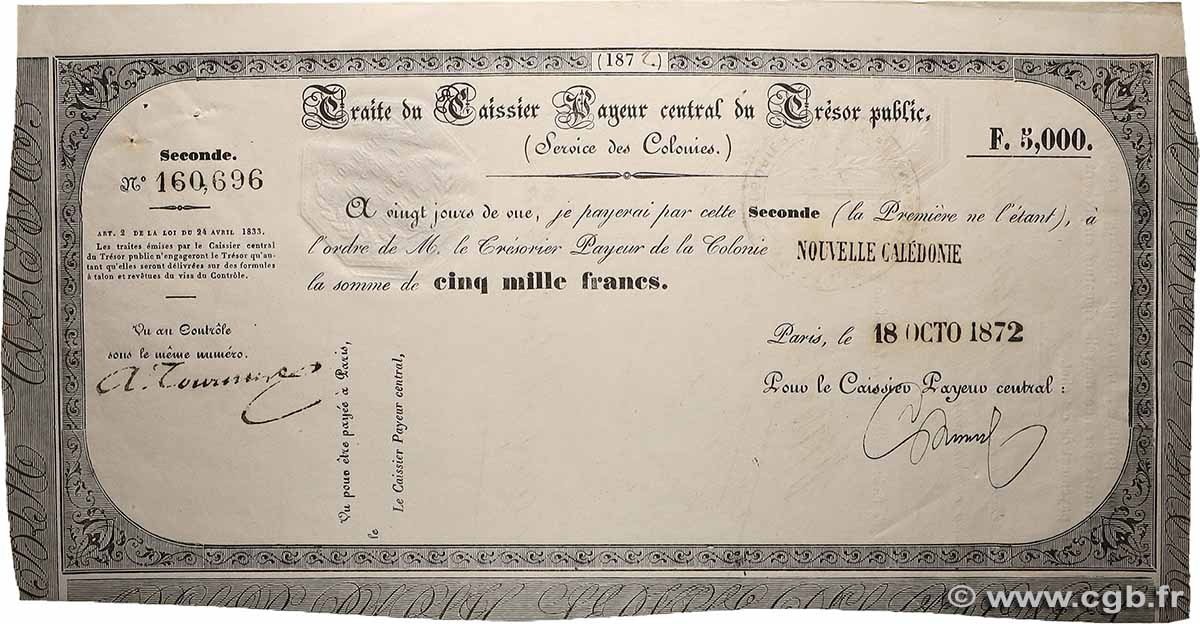 (1872)
Traite du Caissier Payeur central du Trésor public.
(Service des Colonies.)
F. 5,000.
Seconde.
N° 160,696
ART. 2 DE LA LOI DU 24 AVRIL 1833.
Les traites émises par le Caissier central
du Trésor public n'engageront le Trésor qu'au-
tant qu'elles seront délivrées sur des formules
à talon et revêtues du visa du Contrôle.
Vu au Contrôle
sous le même numéro.
A vingt jours de vue, je payerai par cette Seconde (la Première ne l'étant), à
l'ordre de M. le Trésorier Payeur de la Colonie NOUVELLE CALÉDONIE
la somme de cinq mille francs.
Paris, le 18 OCTO 1872
Pour le Caissier Payeur central :
Vu pour être payée à Paris,
le
Le Caissier Payeur central,
© www.cgb.fr